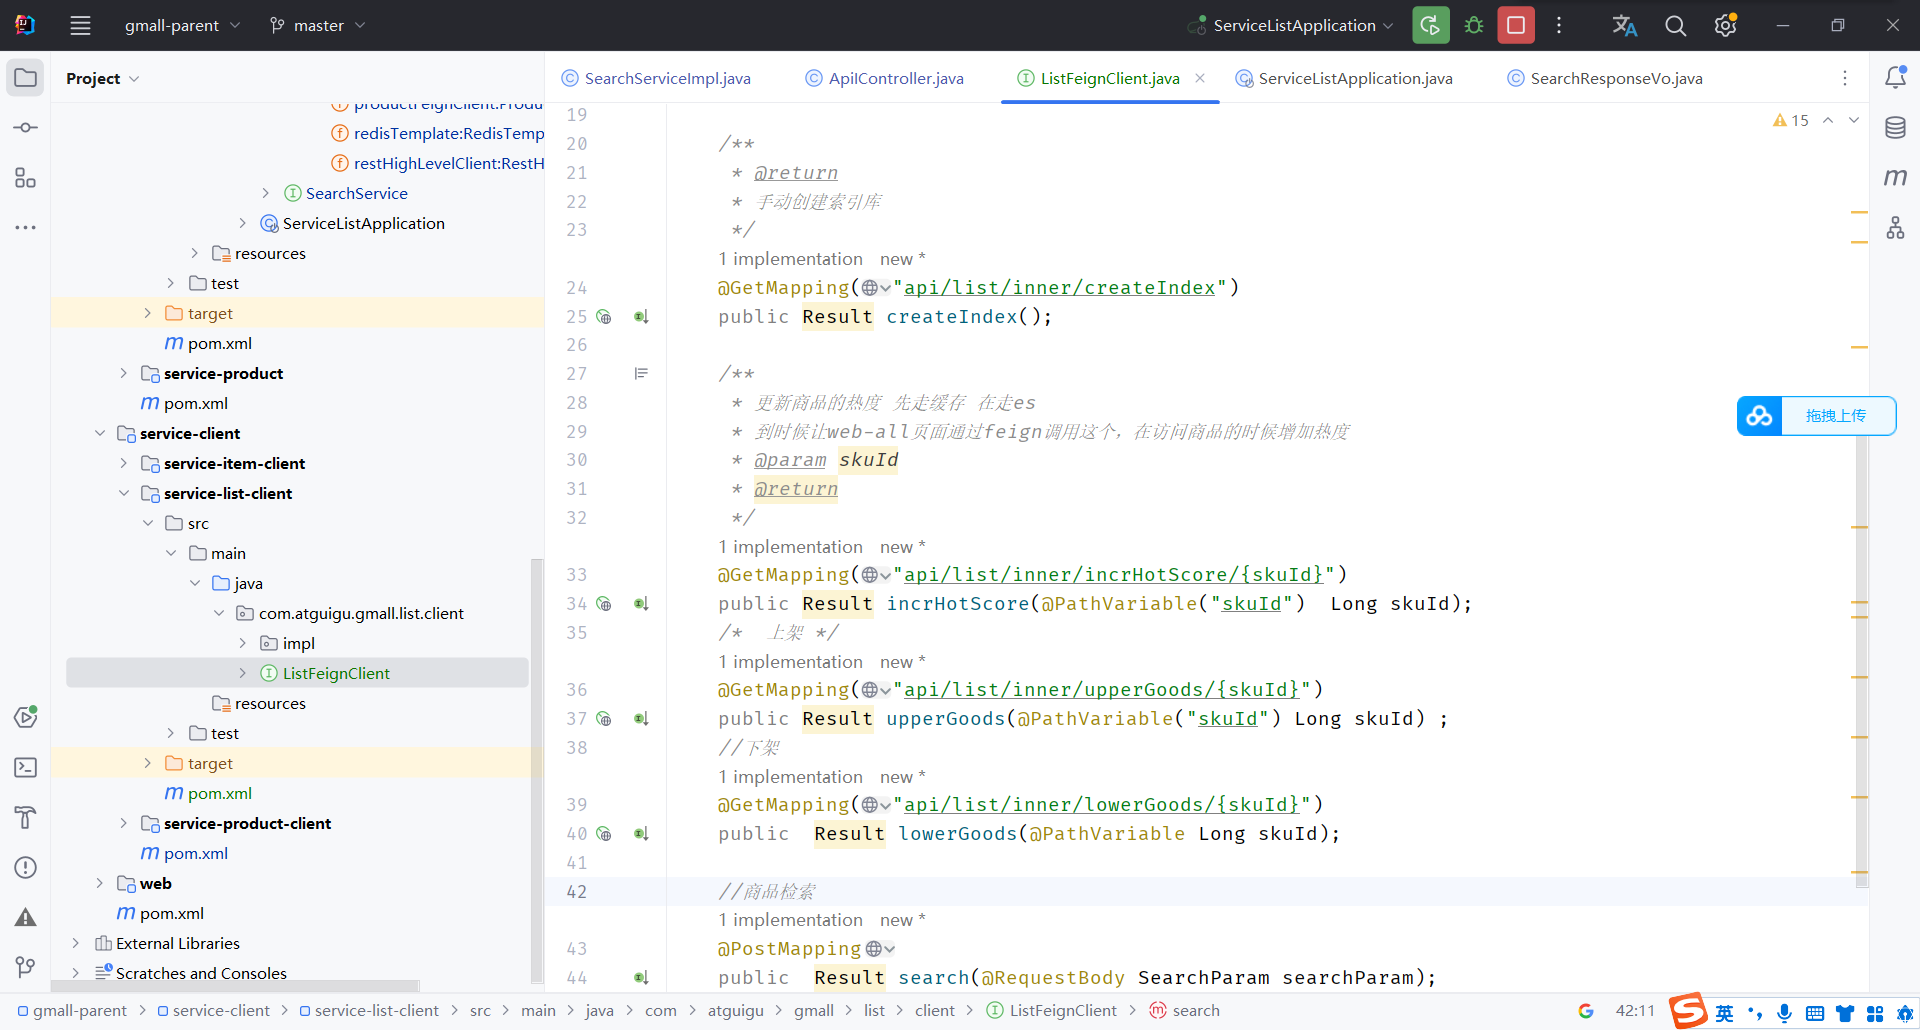 gmall-parent
master
ServiceListApplication
Project
SearchServiceImpl.java
ApiIController.java
ListFeignClient.java
ServiceListApplication.java
SearchResponseVo.java
productFeignClient:Produ
redisTemplate:RedisTemp
restHighLevelClient:RestH
SearchService
ServiceListApplication
resources
test
target
pom.xml
service-product
pom.xml
service-client
service-item-client
service-list-client
src
main
java
com.atguigu.gmall.list.client
impl
ListFeignClient
resources
test
target
pom.xml
service-product-client
pom.xml
web
pom.xml
External Libraries
Scratches and Consoles
15
19
20 /**
21 * @return
22 * 手动创建索引库
23 */
1 implementation new *
24 @GetMapping("api/list/inner/createIndex")
25 public Result createIndex();
26
27 /**
28 * 更新商品的热度 先走缓存 在走es
29 * 到时候让web-all页面通过feign调用这个，在访问商品的时候增加热度
30 * @param skuId
31 * @return
32 */
1 implementation new *
33 @GetMapping("api/list/inner/incrHotScore/{skuId}")
34 public Result incrHotScore(@PathVariable("skuId")  Long skuId);
35 /*  上架 */
1 implementation new *
36 @GetMapping("api/list/inner/upperGoods/{skuId}")
37 public Result upperGoods(@PathVariable("skuId") Long skuId) ;
38 //下架
1 implementation new *
39 @GetMapping("api/list/inner/lowerGoods/{skuId}")
40 public  Result lowerGoods(@PathVariable Long skuId);
41
42 //商品检索
1 implementation new *
43 @PostMapping
44 public  Result search(@RequestBody SearchParam searchParam);
拖拽上传
gmall-parent > service-client > service-list-client > src > main > java > com > atguigu > gmall > list > client > ListFeignClient > search
42:11
英